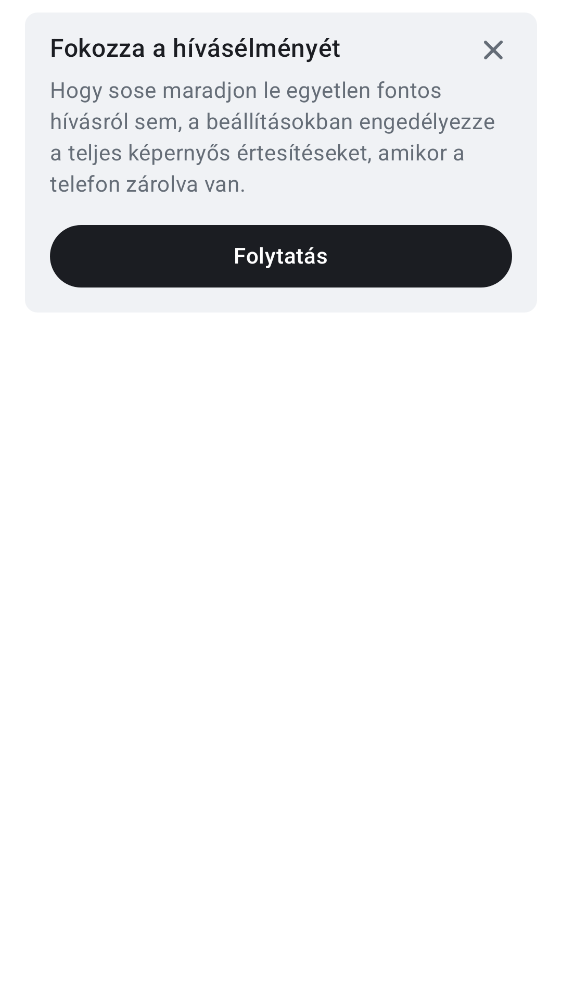 Fokozza a hívásélményét
Hogy sose maradjon le egyetlen fontos
hívásról sem, a beállításokban engedélyezze
a teljes képernyős értesítéseket, amikor a
telefon zárolva van.
Folytatás